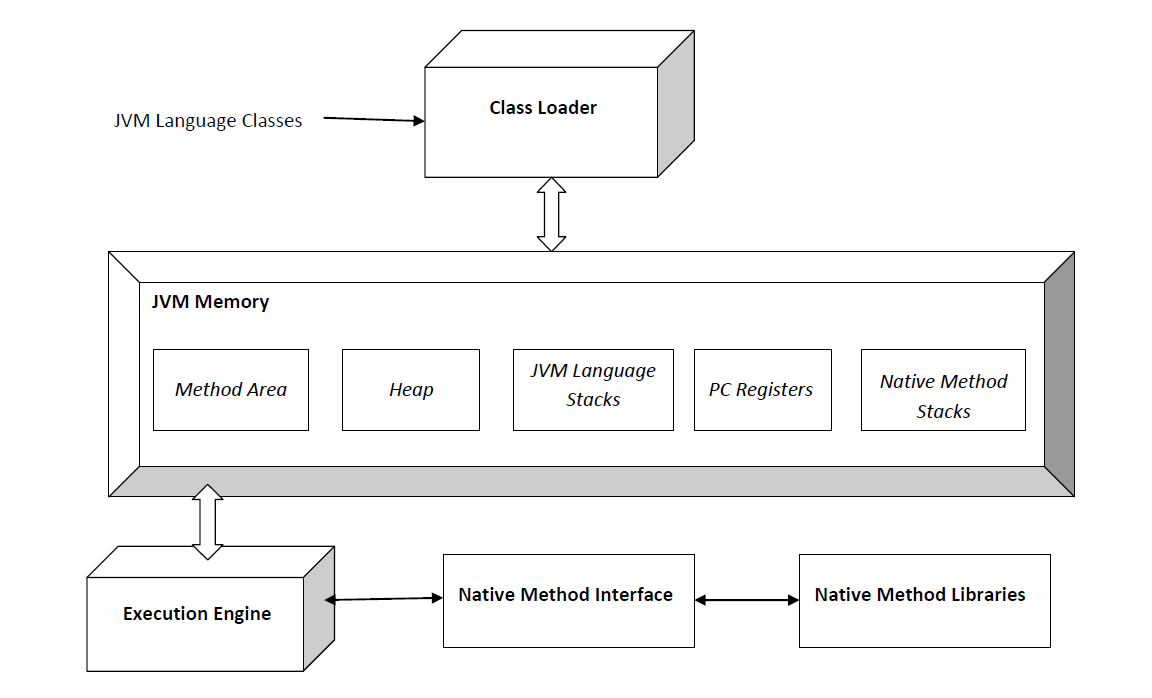 Class Loader
JVM Language Classes
JVM Memory
Method Area
Heap
JVM Language
Stacks
PC Registers
Native Method
Stacks
Execution Engine
Native Method Interface
Native Method Libraries